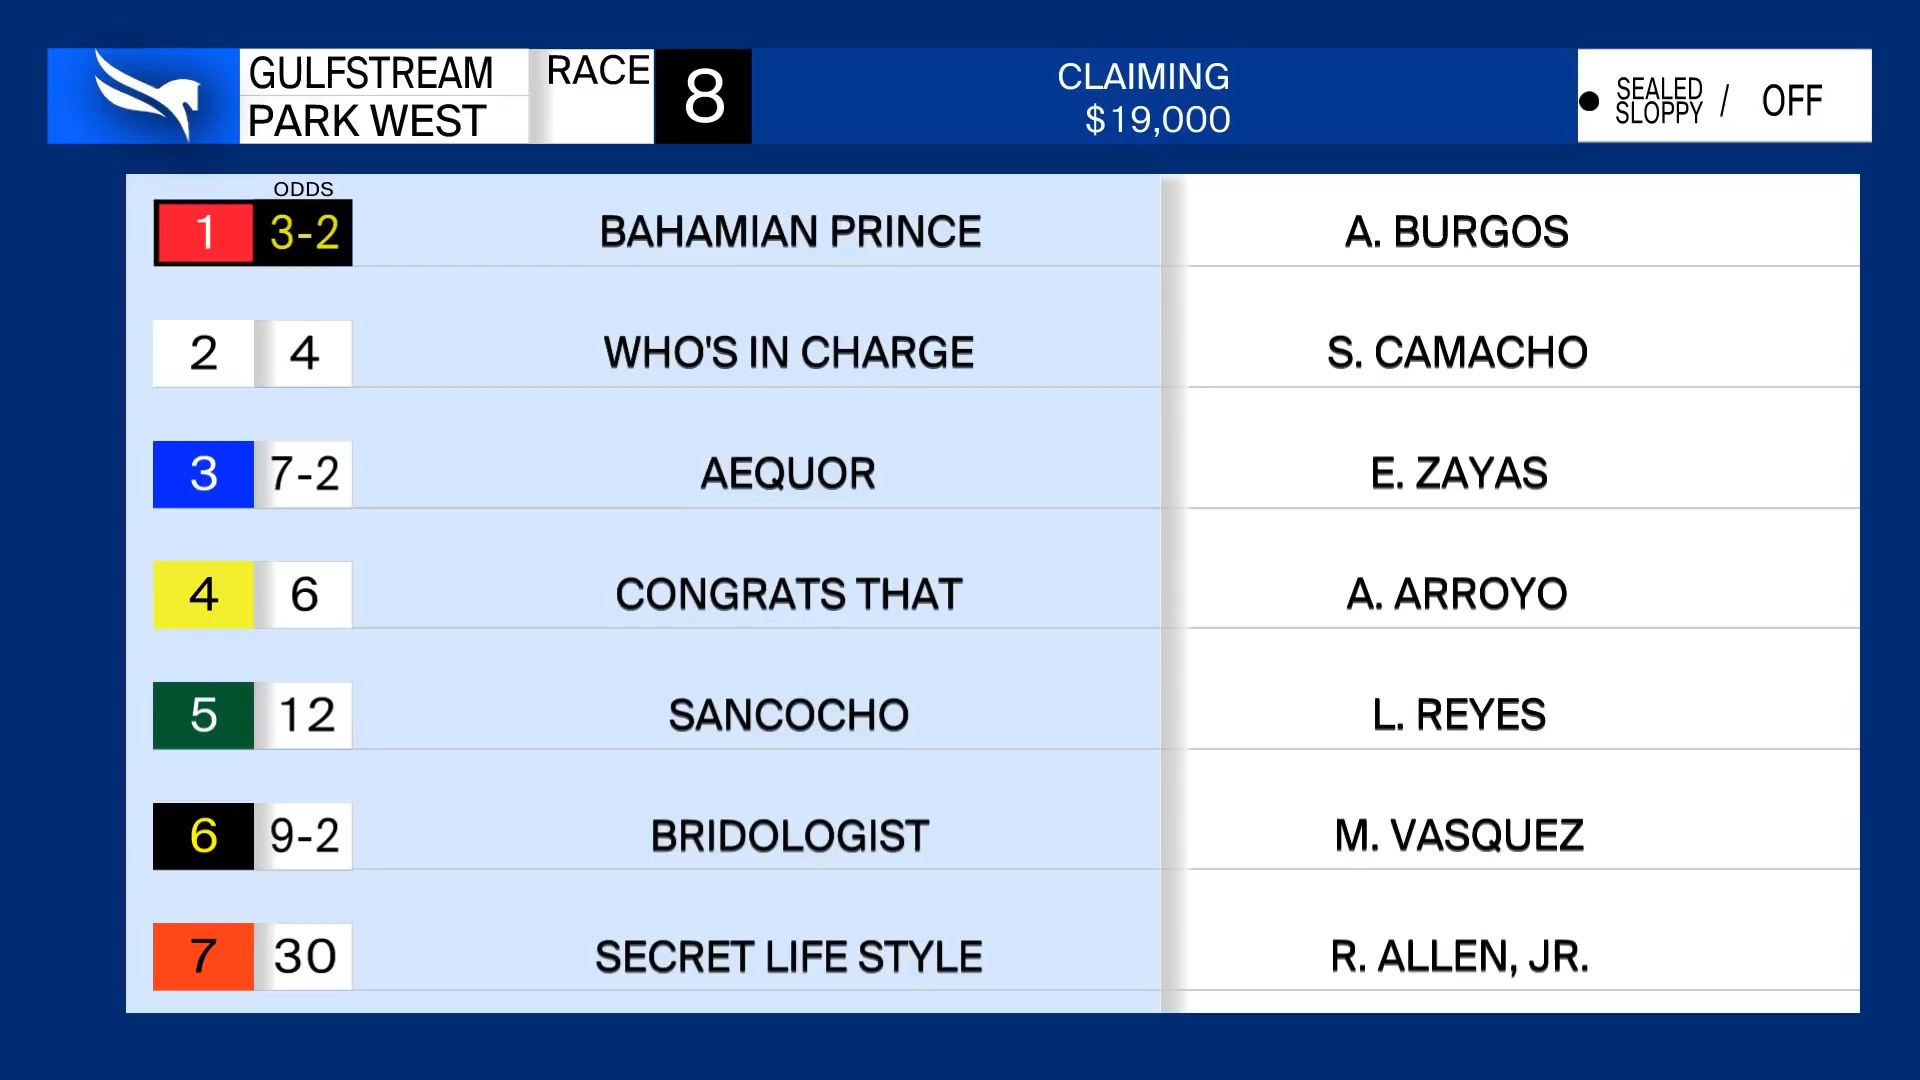 GULFSTREAM
PARK WEST
RACE
8
CLAIMING
$19,000
SEALED
SLOPPY / OFF
ODDS
1 3-2 BAHAMIAN PRINCE A. BURGOS
2 4 WHO'S IN CHARGE S. CAMACHO
3 7-2 AEQUOR E. ZAYAS
4 6 CONGRATS THAT A. ARROYO
5 12 SANCOCHO L. REYES
6 9-2 BRIDOLOGIST M. VASQUEZ
7 30 SECRET LIFE STYLE R. ALLEN, JR.